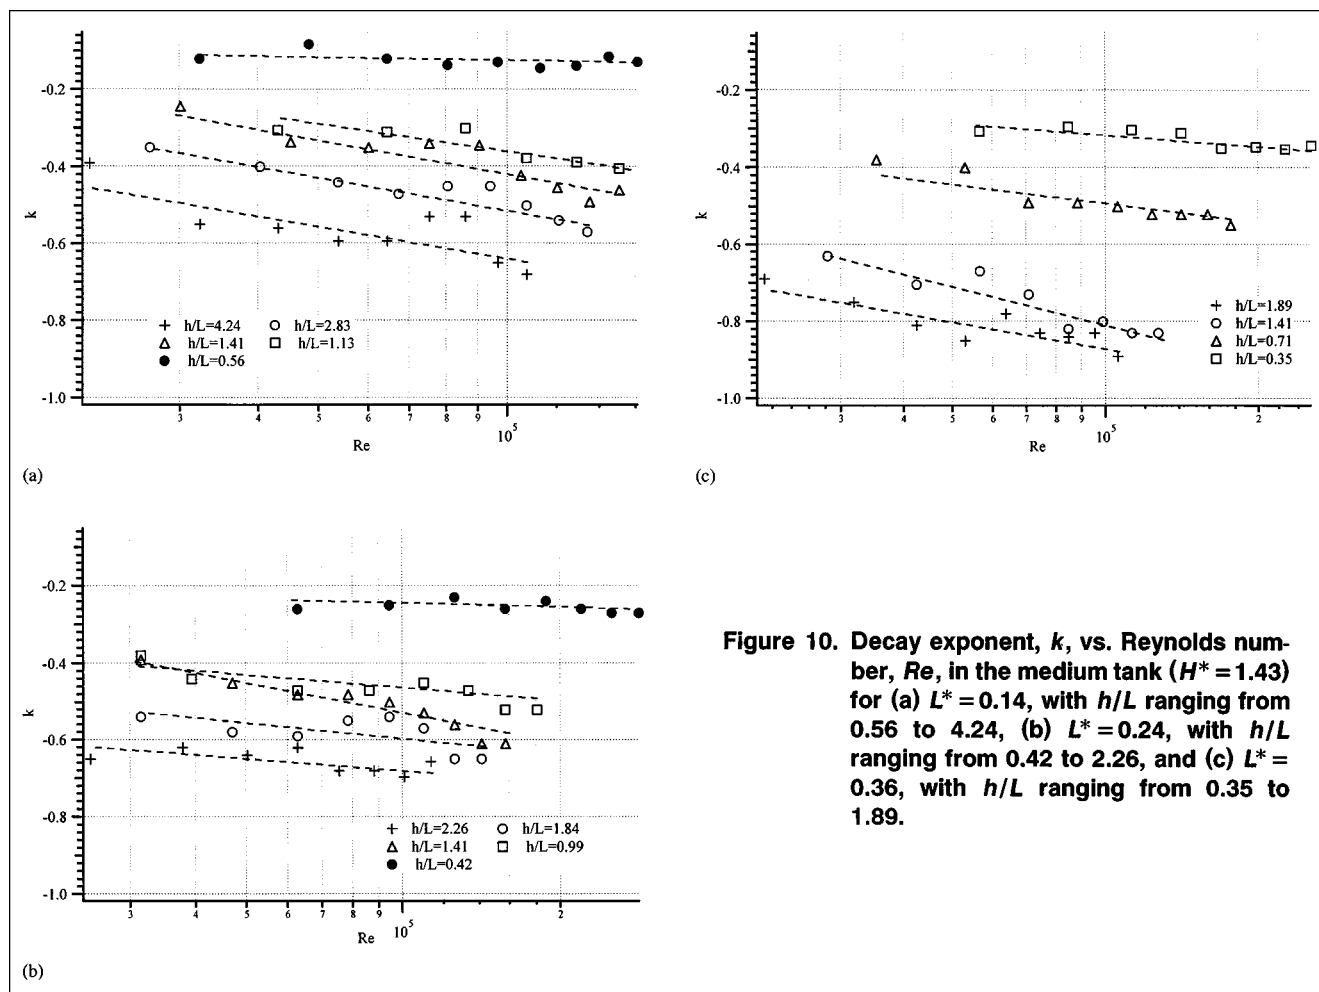 -0.2
-0.4
k
-0.6
h/L=4.24 h/L=2.83
h/L=1.41 h/L=1.13
-0.8
h/L=0.56
-1.0
3 4 5 6 7 8 9 10^5
Re
(a)
-0.2
-0.4
k
-0.6
-0.8
h/L=1.89
h/L=1.41
h/L=0.71
h/L=0.35
-1.0
3 4 5 6 7 8 9 10^5 2
Re
(c)
-0.2
-0.4
k
-0.6
-0.8
h/L=2.26 h/L=1.84
h/L=1.41 h/L=0.99
h/L=0.42
-1.0
3 4 5 6 7 8 9 10^5 2
Re
(b)
Figure 10. Decay exponent, k, vs. Reynolds num-
ber, Re, in the medium tank (H* = 1.43)
for (a) L* = 0.14, with h/L ranging from
0.56 to 4.24, (b) L* = 0.24, with h/L
ranging from 0.42 to 2.26, and (c) L* =
0.36, with h/L ranging from 0.35 to
1.89.